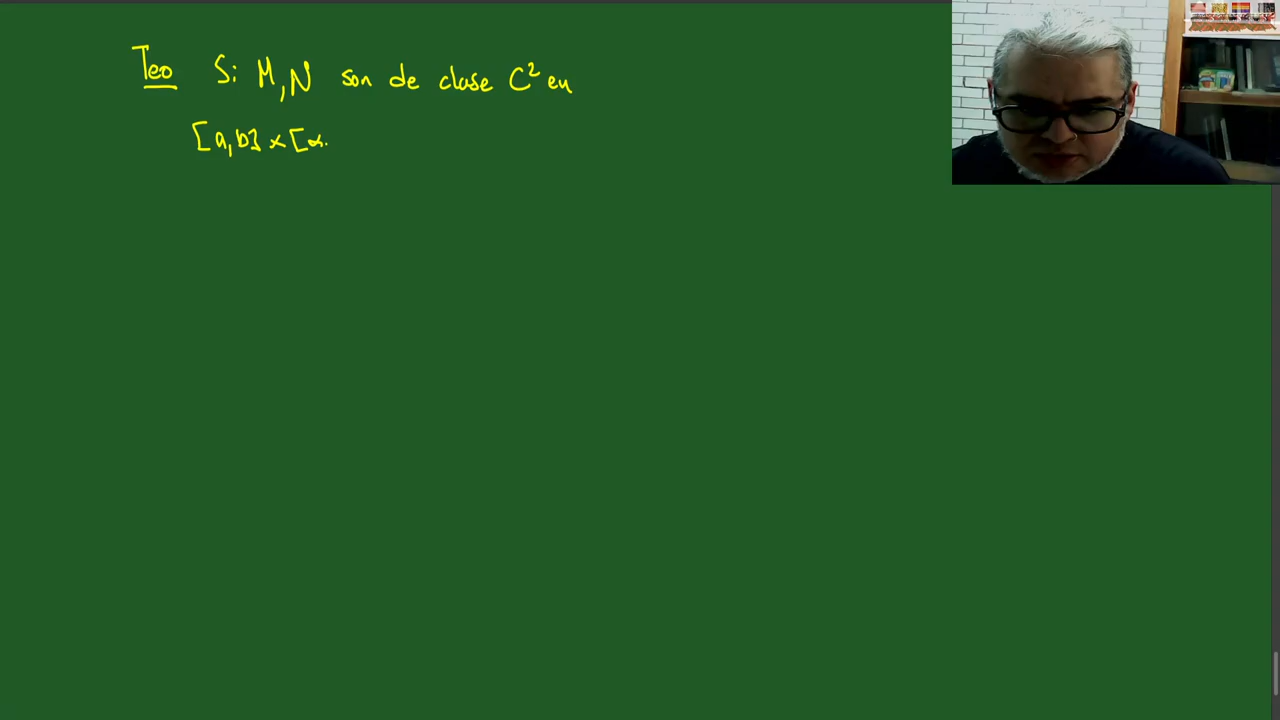 Teo Si M, N son de clase C² en
[a, b] × [α